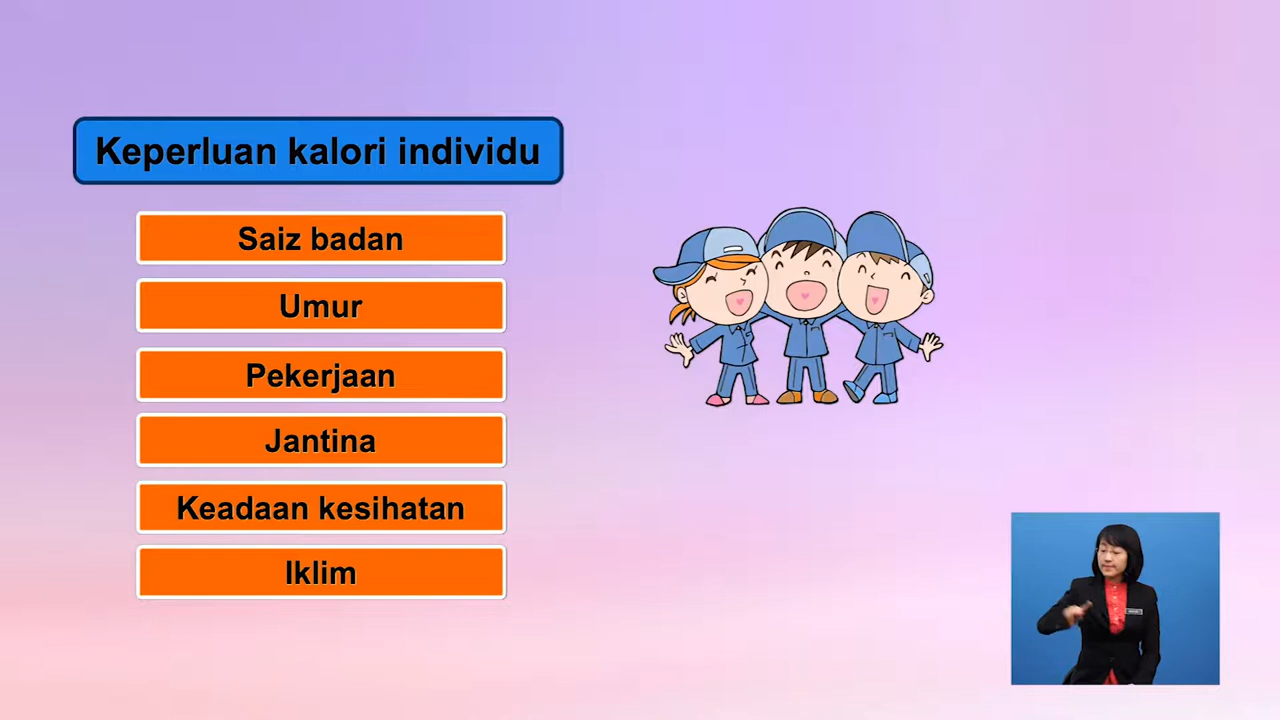 Keperluan kalori individu
Saiz badan
Umur
Pekerjaan
Jantina
Keadaan kesihatan
Iklim